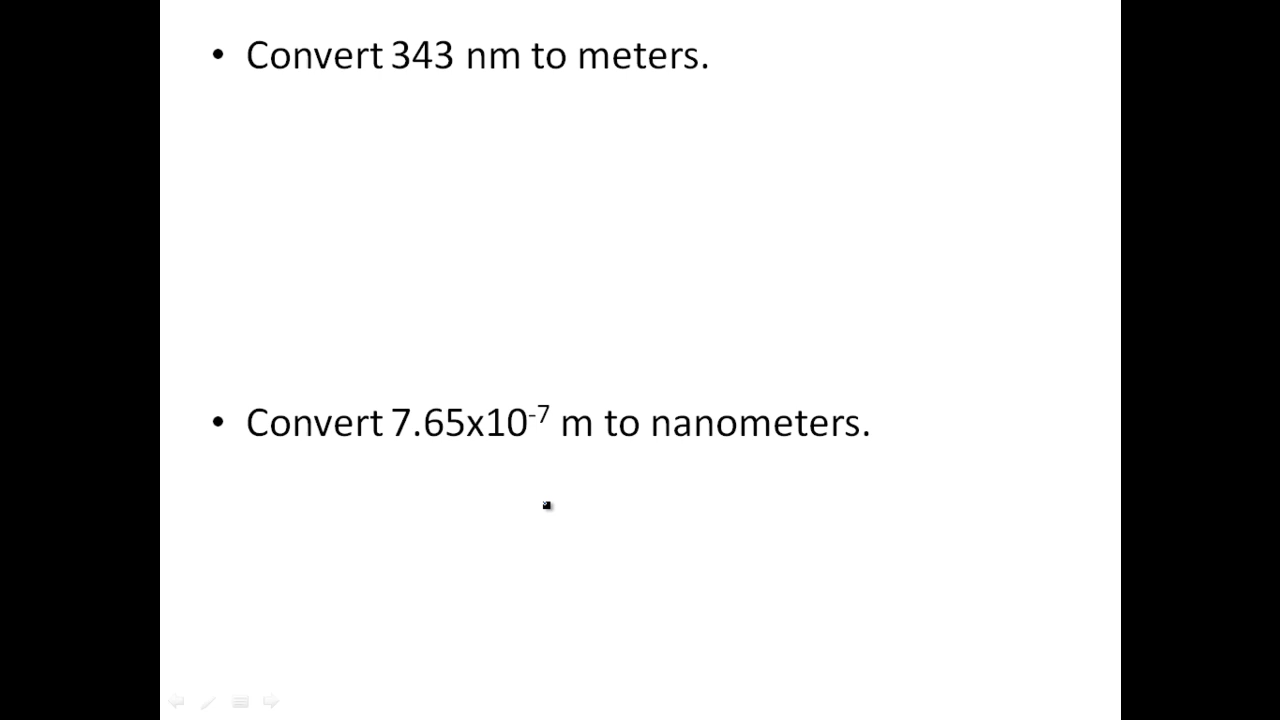 • Convert 343 nm to meters.
• Convert 7.65x10⁻⁷ m to nanometers.